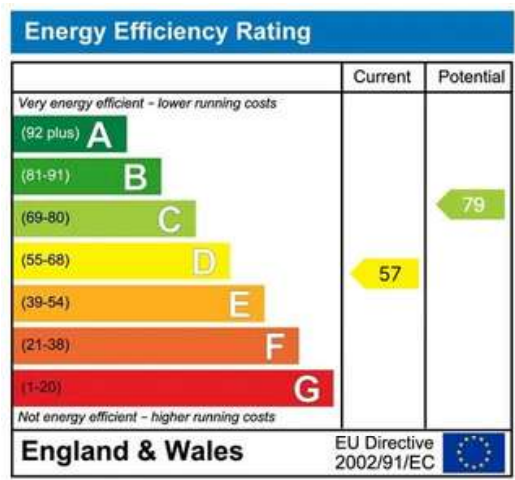 Energy Efficiency Rating
Current Potential
Very energy efficient – lower running costs
(92 plus) A
(81-91) B
(69-80) C
79
(55-68) D
57
(39-54) E
(21-38) F
(1-20) G
Not energy efficient – higher running costs
England & Wales
EU Directive
2002/91/EC